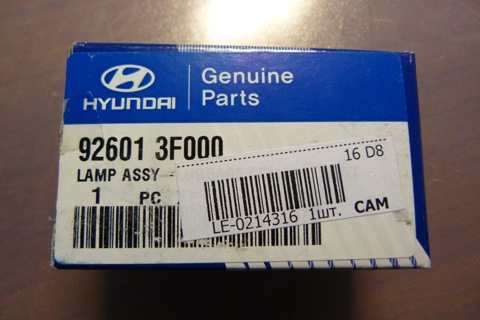 HYUNDAI
Genuine
Parts
92601 3F000
LAMP ASSY
1 PC
16 D8
LE-0214316 1шт. CAM